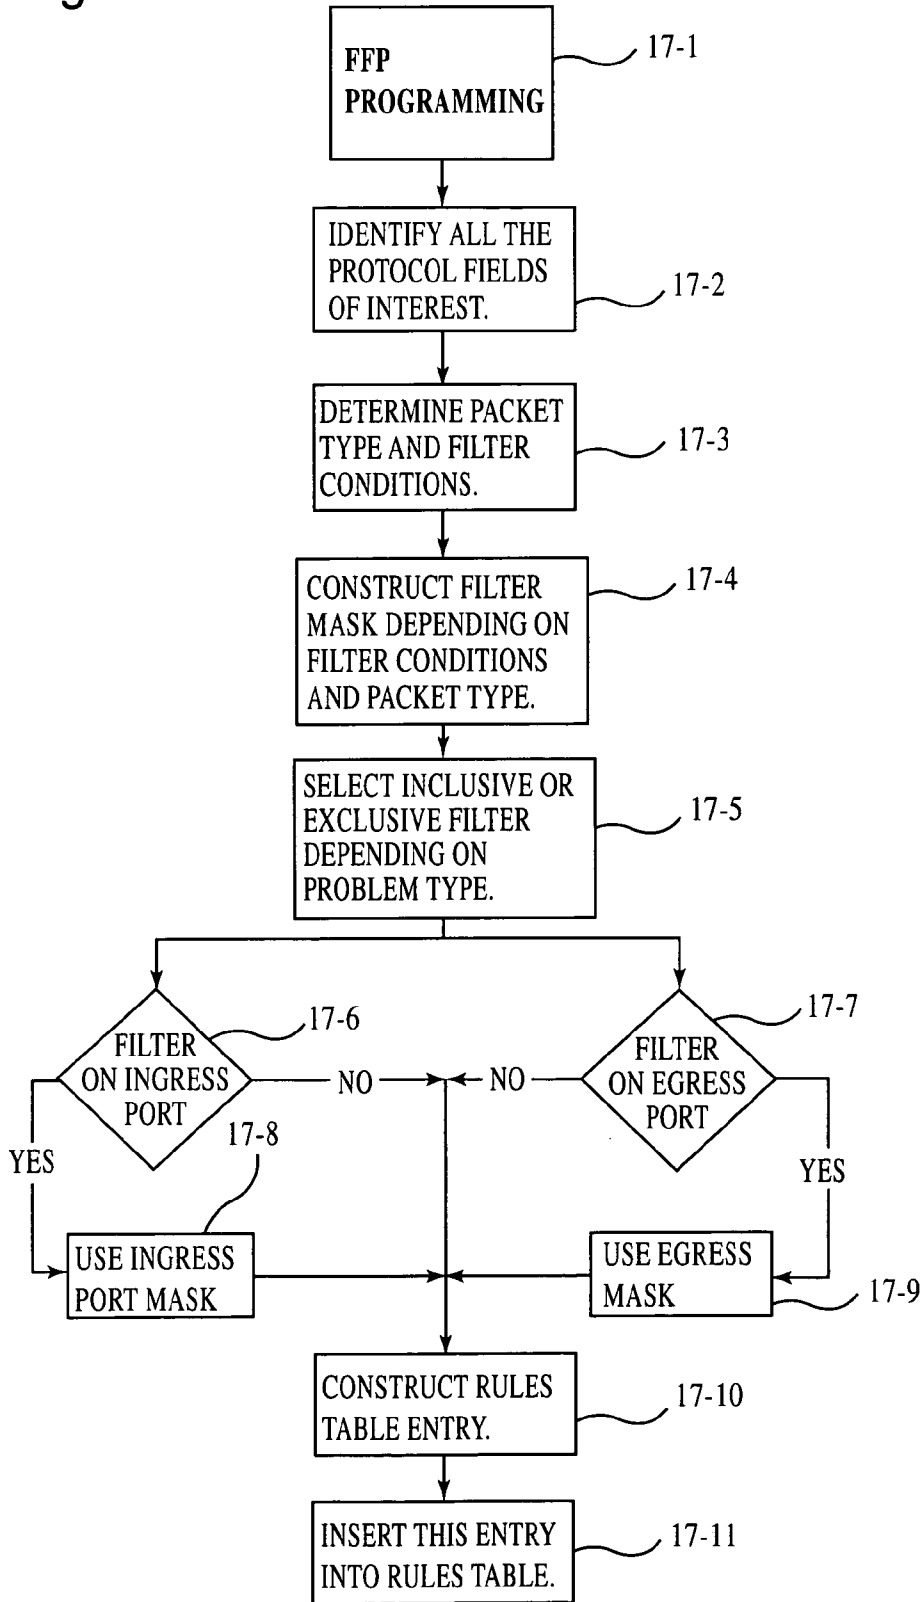 FFP
PROGRAMMING
17-1
IDENTIFY ALL THE
PROTOCOL FIELDS
OF INTEREST.
17-2
DETERMINE PACKET
TYPE AND FILTER
CONDITIONS.
17-3
CONSTRUCT FILTER
MASK DEPENDING ON
FILTER CONDITIONS
AND PACKET TYPE.
17-4
SELECT INCLUSIVE OR
EXCLUSIVE FILTER
DEPENDING ON
PROBLEM TYPE.
17-5
FILTER
ON INGRESS
PORT
17-6
NO
YES
FILTER
ON EGRESS
PORT
17-7
NO
YES
USE INGRESS
PORT MASK
17-8
USE EGRESS
MASK
17-9
CONSTRUCT RULES
TABLE ENTRY.
17-10
INSERT THIS ENTRY
INTO RULES TABLE.
17-11